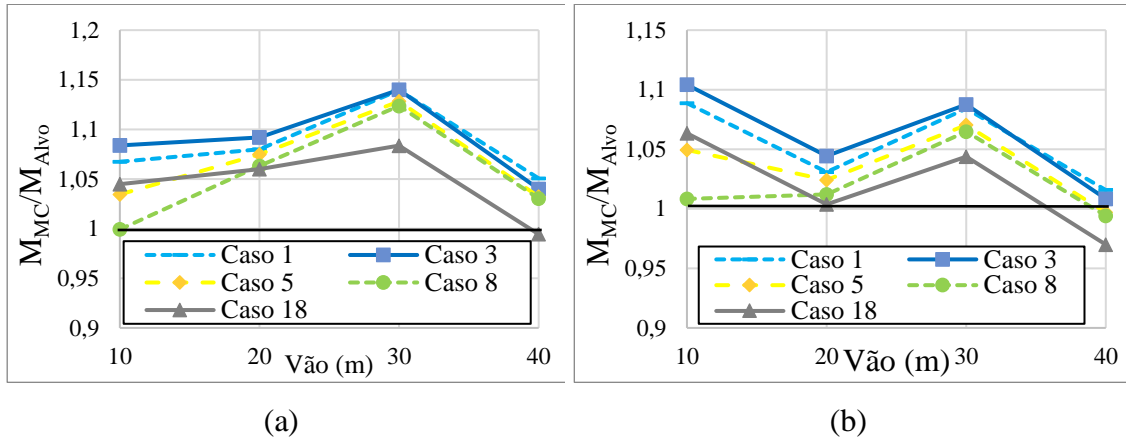 1,2
1,15
1,1
1,05
1
0,95
0,9
M_MC/M_Alvo
Caso 1 Caso 3
Caso 5 Caso 8
Caso 18
10 20 30 40
Vão (m)
(a)
1,15
1,1
1,05
1
0,95
0,9
M_MC/M_Alvo
Caso 1 Caso 3
Caso 5 Caso 8
Caso 18
10 20 30 40
Vão (m)
(b)